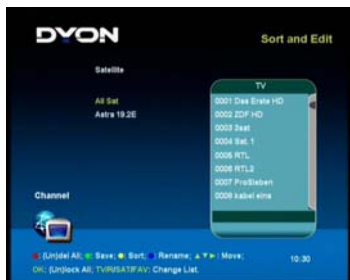 DYON
Sort and Edit
Satellite
All Sat
Astra 19.2E
TV
0001 Das Erste HD
0002 ZDF HD
0003 3sat
0004 Sat. 1
0005 RTL
0006 RTL2
0007 ProSieben
0008 kabel eins
Channel
(Un)del All; Save; Sort; Rename; ▲▼►: Move;
OK: (Un)lock All; TV/R/SAT/FAV: Change List.
10:30